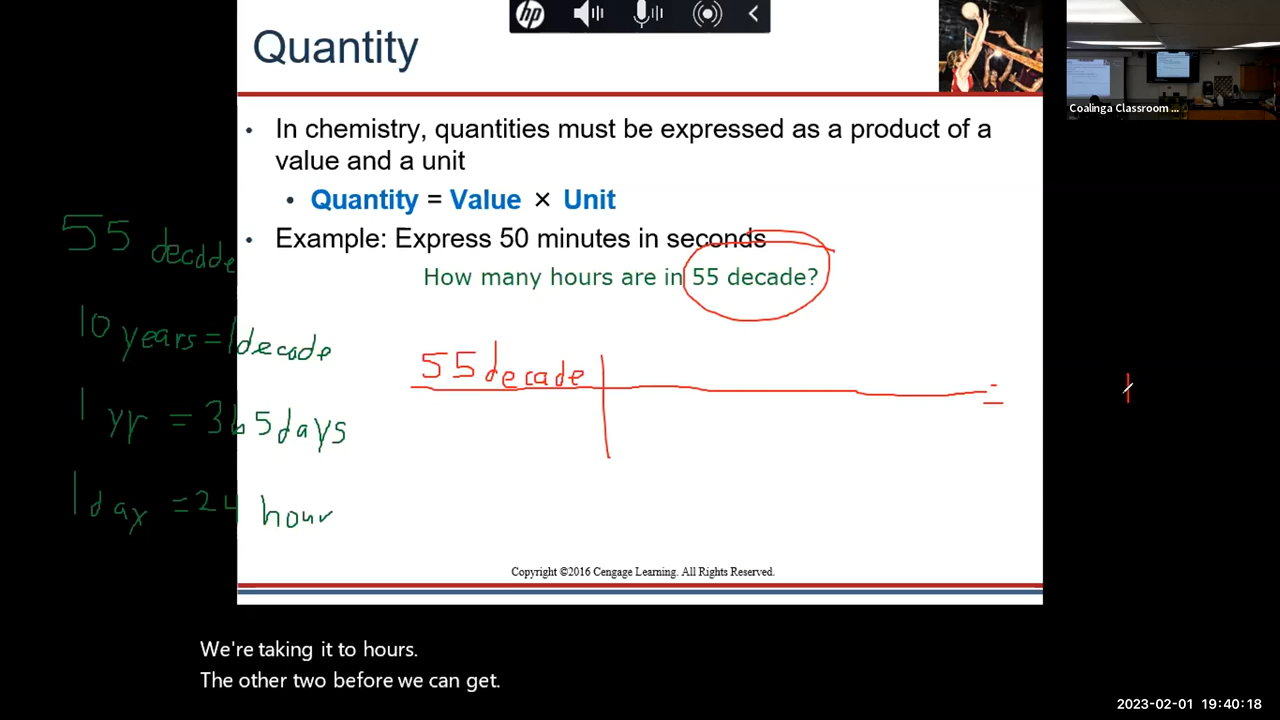 hp
Quantity
Coalinga Classroom ...
• In chemistry, quantities must be expressed as a product of a
value and a unit
• Quantity = Value × Unit
• Example: Express 50 minutes in seconds
How many hours are in 55 decade?
55 decade
10 years = 1 decade
1 yr = 365 days
1 day = 24 hour
55 decade
=
Copyright ©2016 Cengage Learning. All Rights Reserved.
We're taking it to hours.
The other two before we can get.
2023-02-01 19:40:18